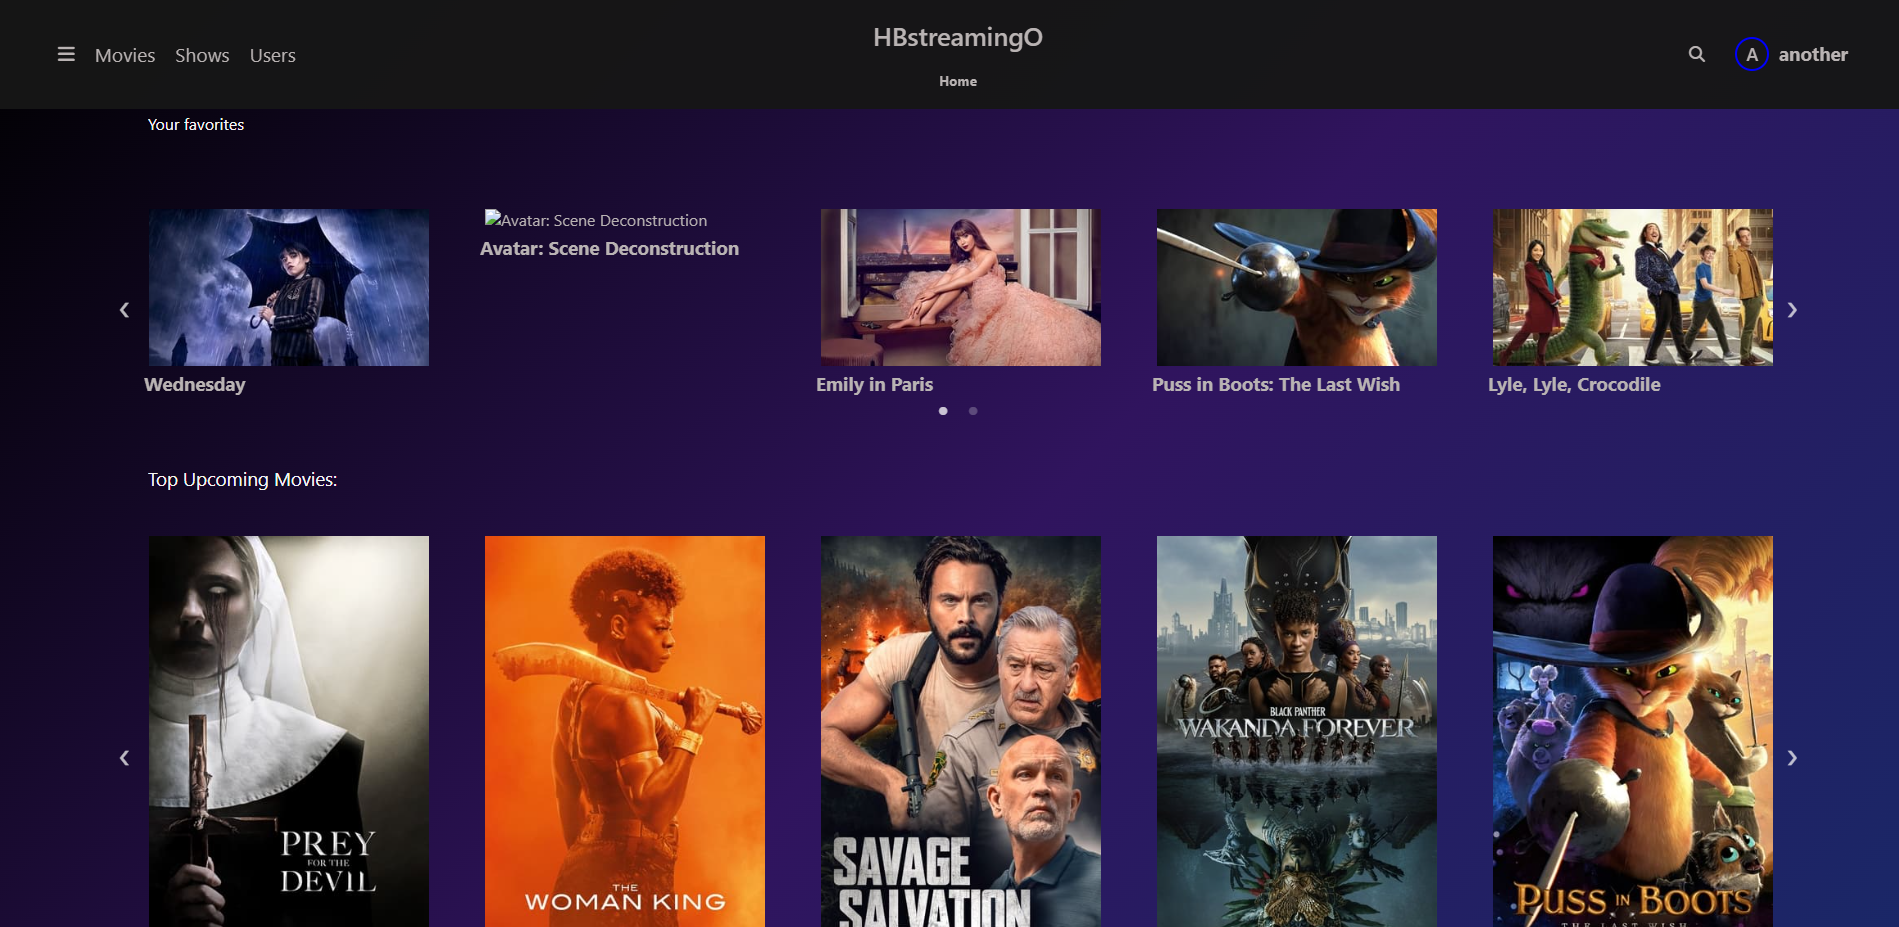 HBstreamingO
Movies Shows Users
A another
Home
Your favorites
Avatar: Scene Deconstruction
Avatar: Scene Deconstruction
Wednesday
Emily in Paris
Puss in Boots: The Last Wish
Lyle, Lyle, Crocodile
Top Upcoming Movies:
PREY
FOR THE
DEVIL
THE
WOMAN KING
SAVAGE
SALVATION
BLACK PANTHER
WAKANDA FOREVER
PUSS IN BOOTS
THE LAST WISH